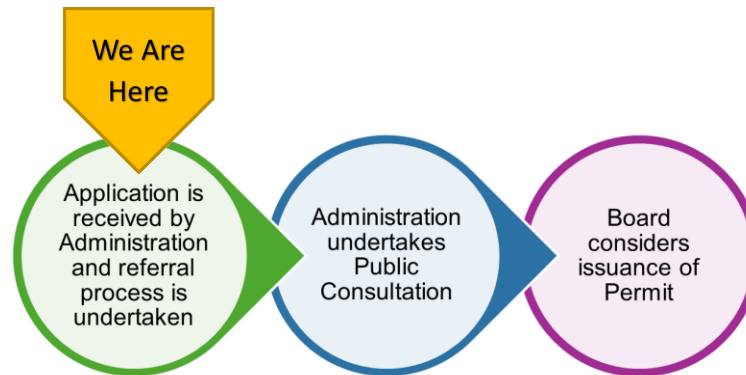 We Are
Here
Application is
received by
Administration
and referral
process is
undertaken
Administration
undertakes
Public
Consultation
Board
considers
issuance of
Permit